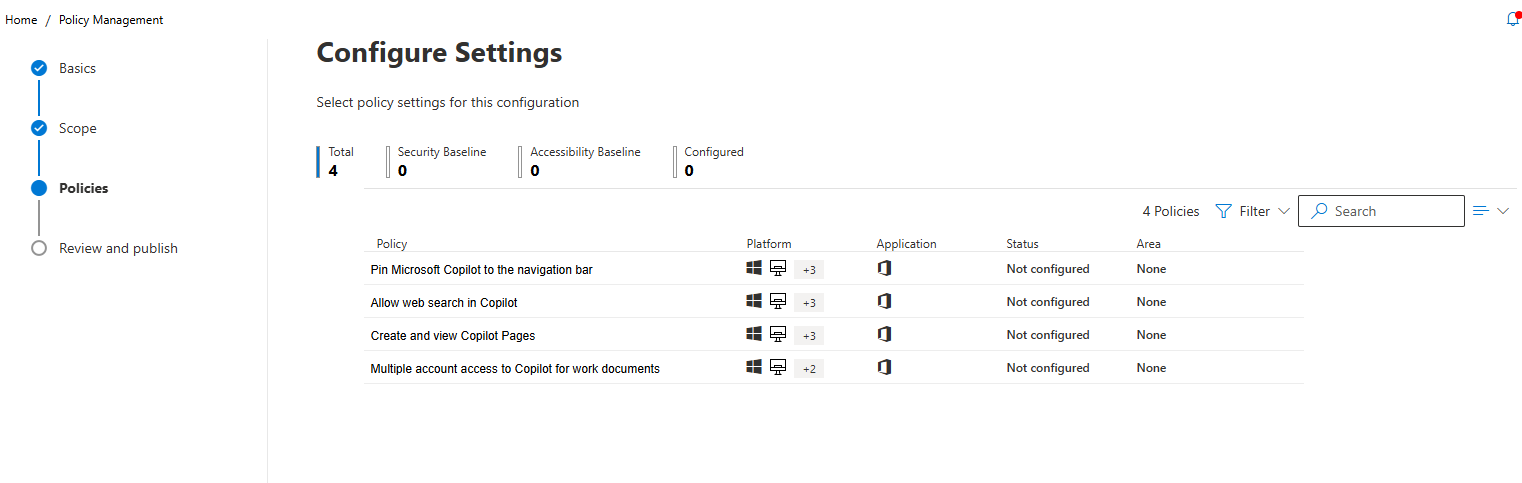 Home / Policy Management
Basics
Scope
Policies
Review and publish
Configure Settings
Select policy settings for this configuration
Total Security Baseline Accessibility Baseline Configured
4 0 0 0
4 Policies Filter Search
Policy Platform Application Status Area
Pin Microsoft Copilot to the navigation bar +3 Not configured None
Allow web search in Copilot +3 Not configured None
Create and view Copilot Pages +3 Not configured None
Multiple account access to Copilot for work documents +2 Not configured None